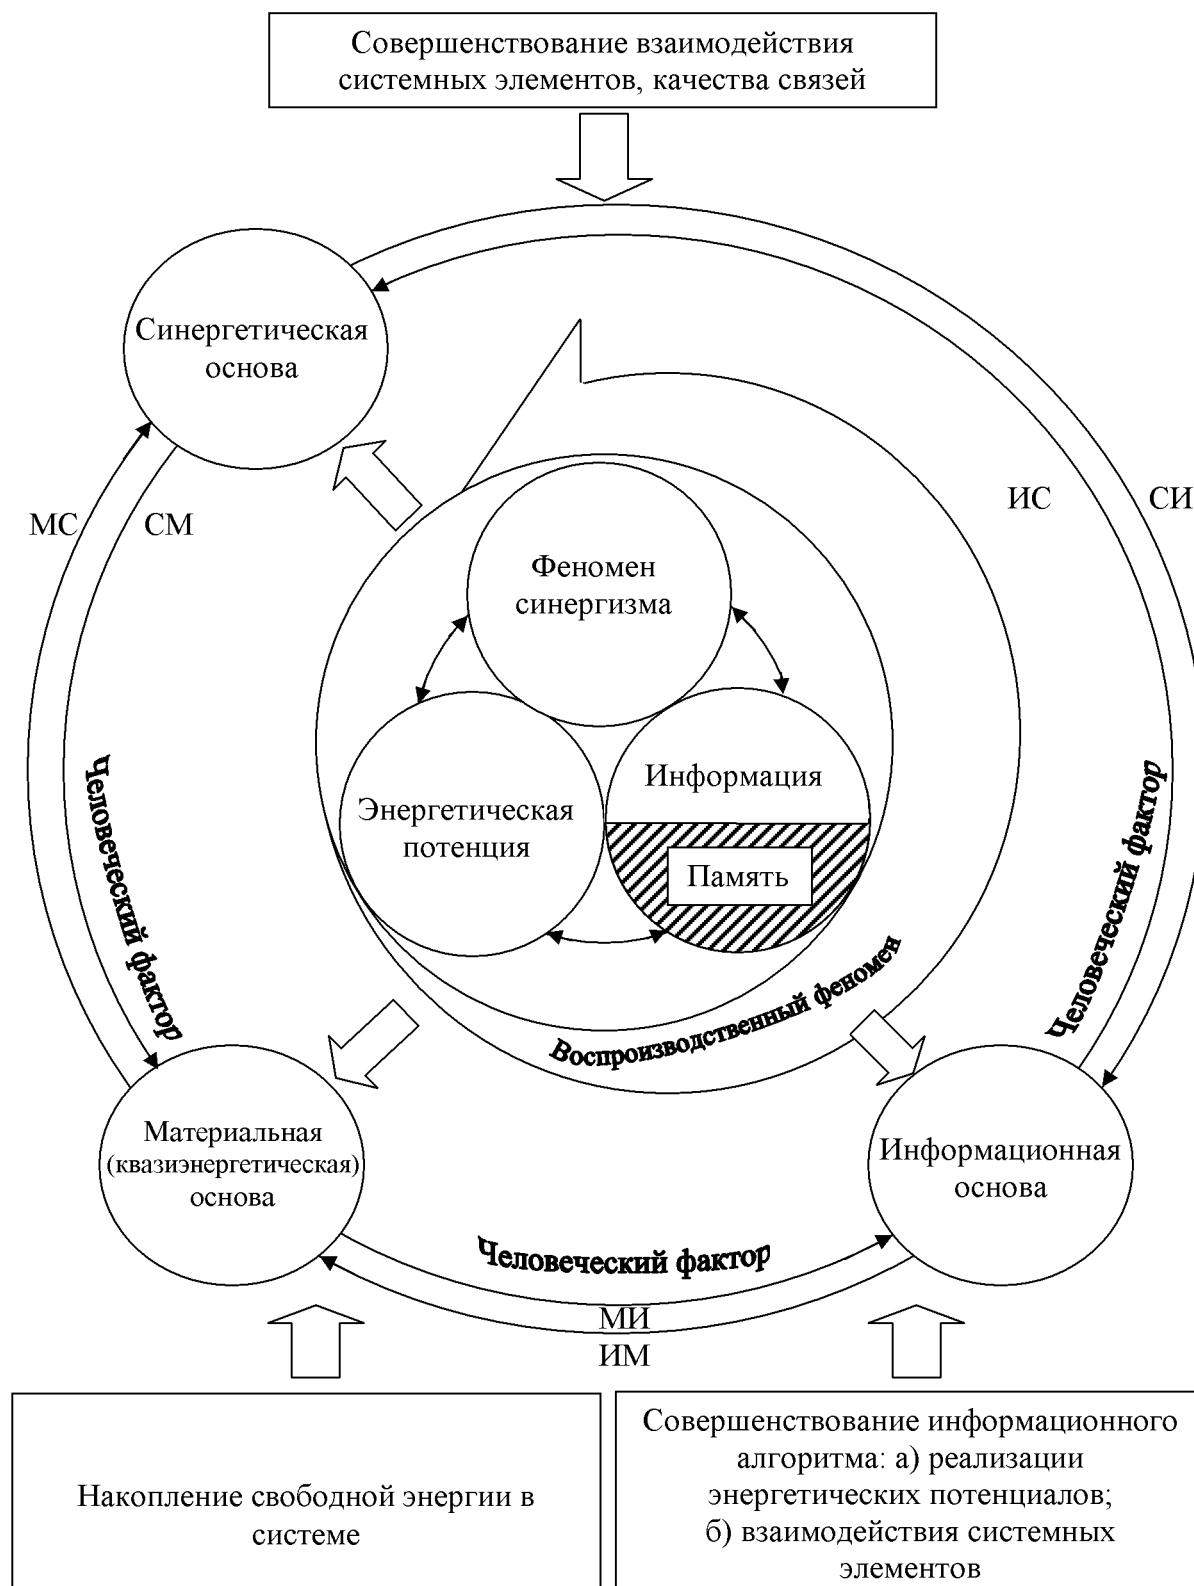 Совершенствование взаимодействия
системных элементов, качества связей
Синергетическая
основа
МС
СМ
ИС
СИ
Феномен
синергизма
Энергетическая
потенция
Информация
Память
Человеческий фактор
Человеческий фактор
Воспроизводственный феномен
Материальная
(квазиэнергетическая)
основа
Информационная
основа
Человеческий фактор
МИ
ИМ
Накопление свободной энергии в
системе
Совершенствование информационного
алгоритма: а) реализации
энергетических потенциалов;
б) взаимодействия системных
элементов